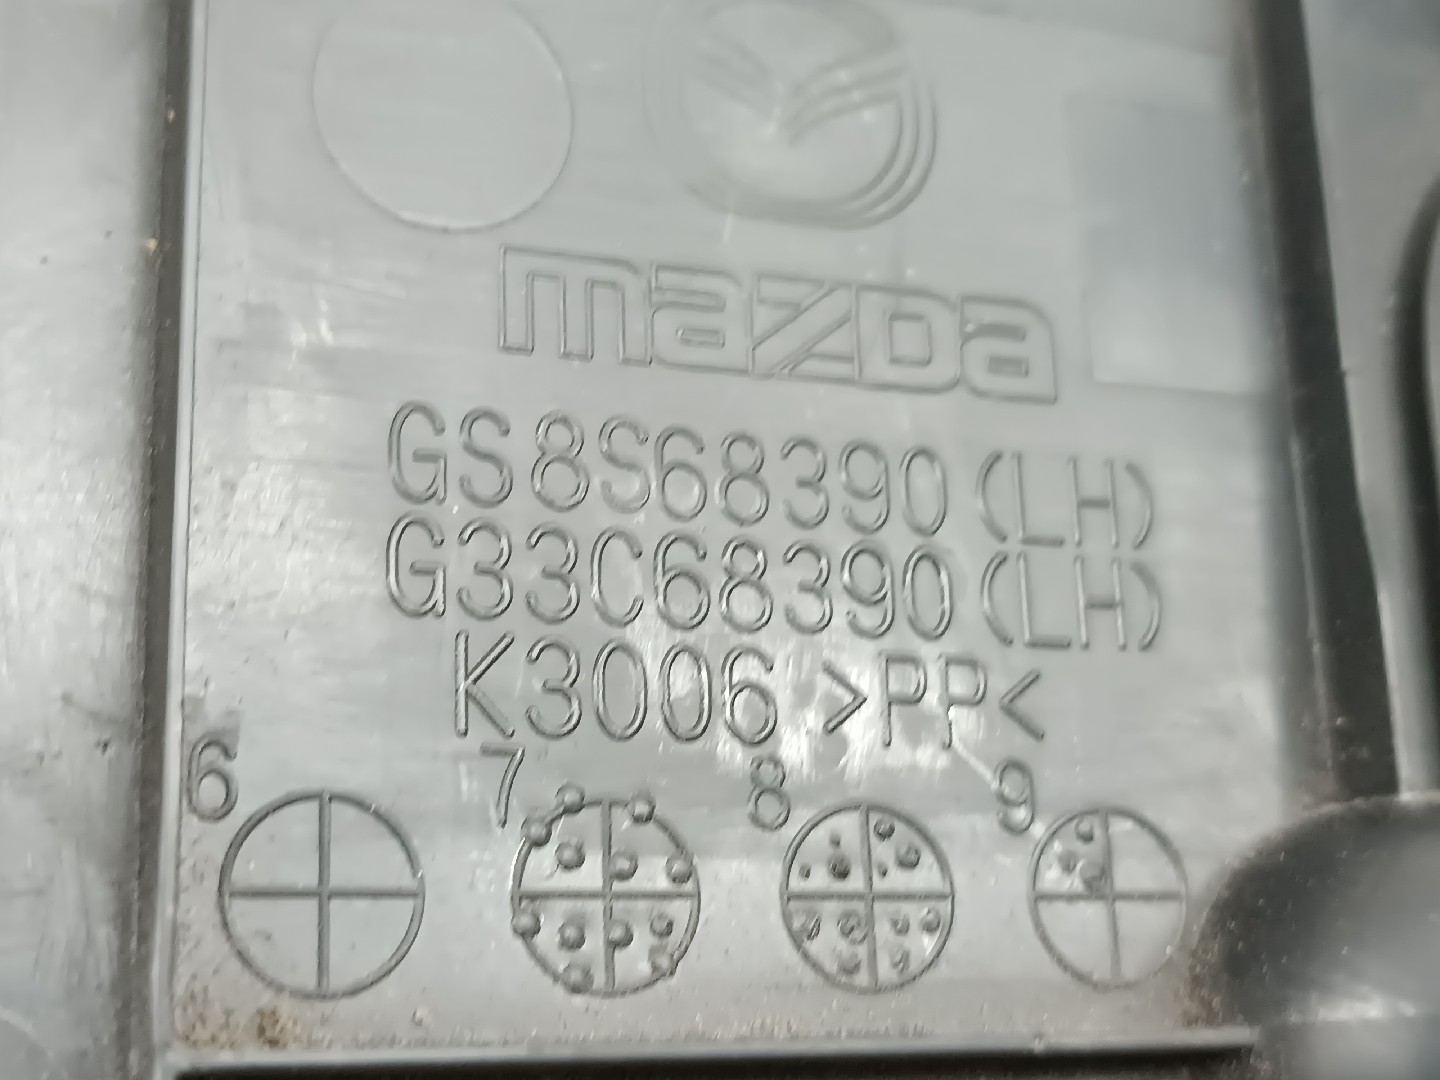 mazda
GS8S68390(LH)
G33C68390(LH)
K3006 >PP<
6 7 8 9